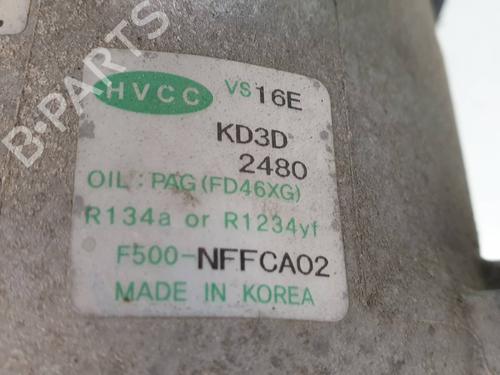 B-PARTS
HVCC VS16E
KD3D
2480
OIL : PAG (FD46XG)
R134a or R1234yf
F500-NFFCA02
MADE IN KOREA